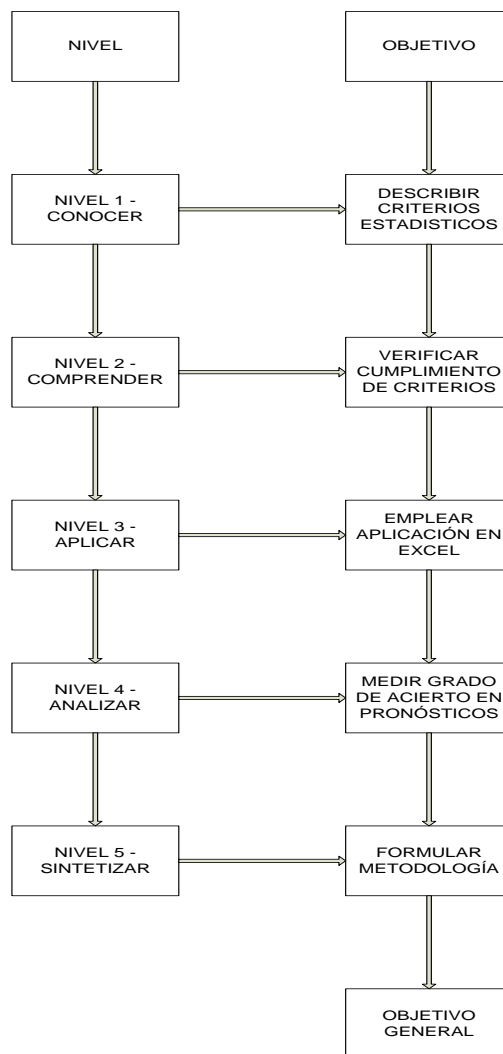 NIVEL
OBJETIVO
NIVEL 1 -
CONOCER
DESCRIBIR
CRITERIOS
ESTADISTICOS
NIVEL 2 -
COMPRENDER
VERIFICAR
CUMPLIMIENTO
DE CRITERIOS
NIVEL 3 -
APLICAR
EMPLEAR
APLICACIÓN EN
EXCEL
NIVEL 4 -
ANALIZAR
MEDIR GRADO
DE ACIERTO EN
PRONÓSTICOS
NIVEL 5 -
SINTETIZAR
FORMULAR
METODOLOGÍA
OBJETIVO
GENERAL